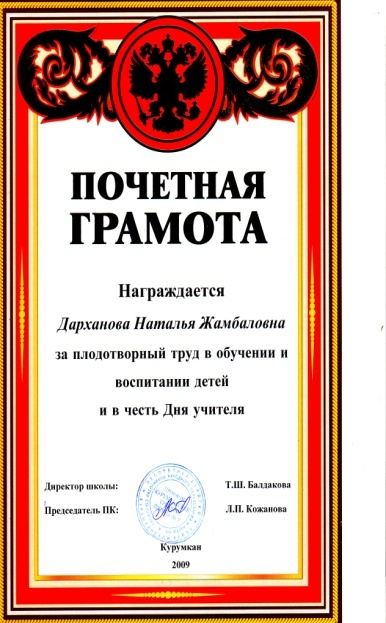 ПОЧЕТНАЯ
ГРАМОТА
Награждается
Дарханова Наталья Жамбаловна
за плодотворный труд в обучении и
воспитании детей
и в честь Дня учителя
Директор школы: Т.Ш. Балдакова
Председатель ПК: Л.П. Кожанова
Курумкан
2009